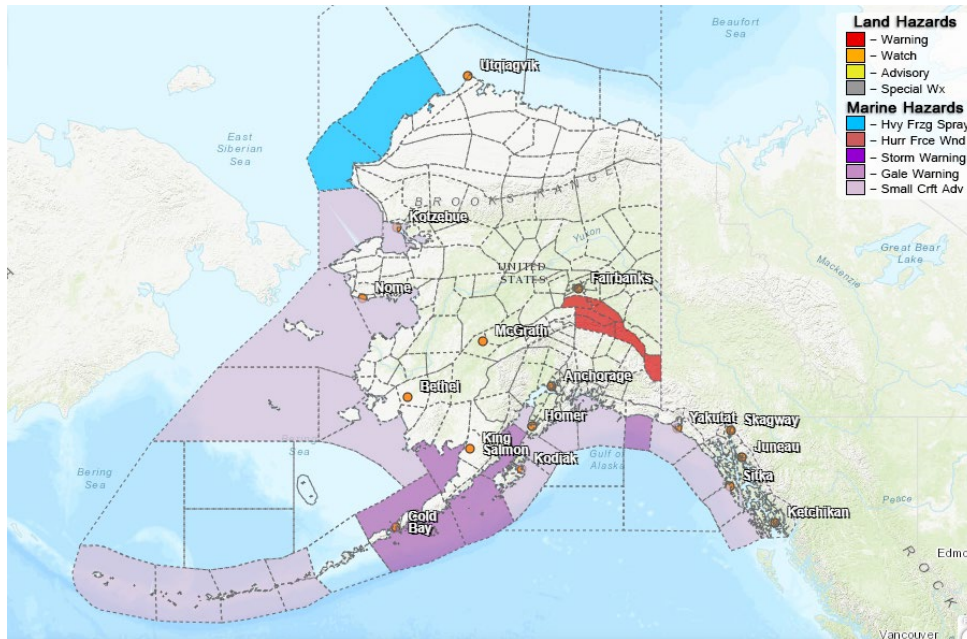 Beaufort
Sea
Land Hazards
– Warning
– Watch
– Advisory
– Special Wx
Marine Hazards
– Hvy Frzg Spray
– Hurr Frce Wnd
– Storm Warning
– Gale Warning
– Small Crft Adv
Utqiagvik
East
Siberian
Sea
BROOKS RANGE
Kotzebue
Yukon
Great Bear
Lake
Mackenzie
UNITED
STATES
Fairbanks
Nome
McGrath
Anchorage
Bethel
Homer
Yakutat
Skagway
King
Salmon
Juneau
Kodiak
Gulf of
Alaska
Bering
Sea
Sitka
Peace
Cold
Bay
Ketchikan
ROCK
Edmo
Vancouver